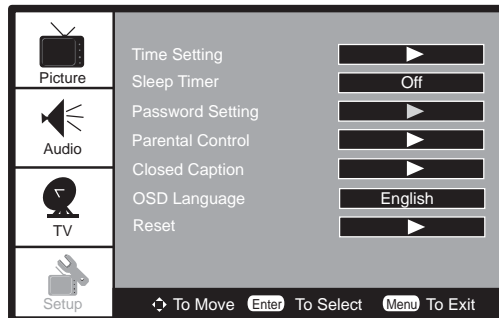 Picture
Audio
TV
Setup
Time Setting
Sleep Timer Off
Password Setting
Parental Control
Closed Caption
OSD Language English
Reset
To Move Enter To Select Menu To Exit